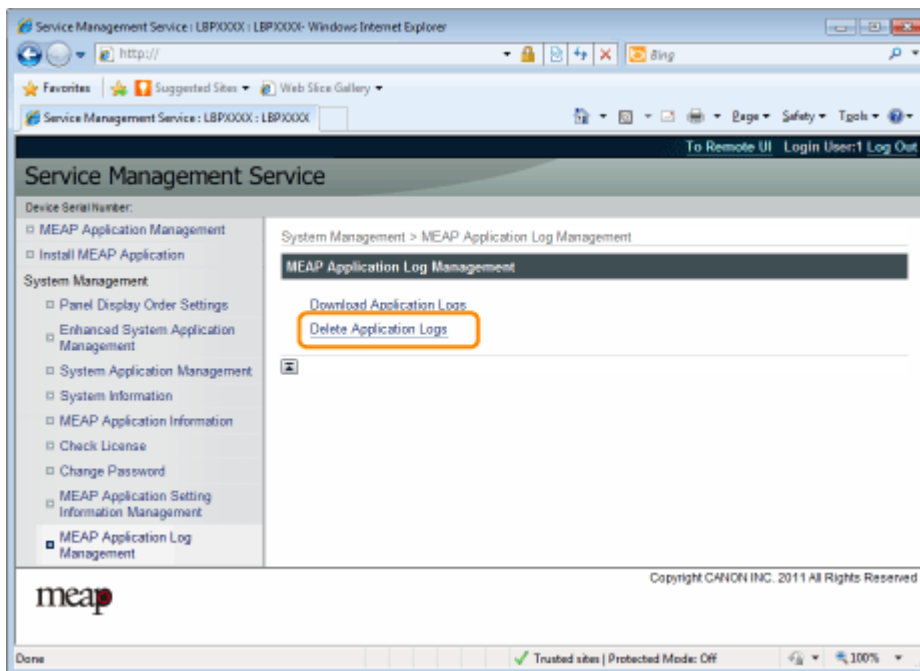 Service Management Service : LBPXXXX : LBPXXXX- Windows Internet Explorer
http://
Bing
Favorites
Suggested Sites
Web Slice Gallery
Service Management Service : LBPXXXX : LBPXXXX
Page Safety Tools
To Remote UI Login User:1 Log Out
Service Management Service
Device Serial Number:
MEAP Application Management
Install MEAP Application
System Management
Panel Display Order Settings
Enhanced System Application
Management
System Application Management
System Information
MEAP Application Information
Check License
Change Password
MEAP Application Setting
Information Management
MEAP Application Log
Management
System Management > MEAP Application Log Management
MEAP Application Log Management
Download Application Logs
Delete Application Logs
Copyright CANON INC. 2011 All Rights Reserved
meap
Done
Trusted sites | Protected Mode: Off
100%